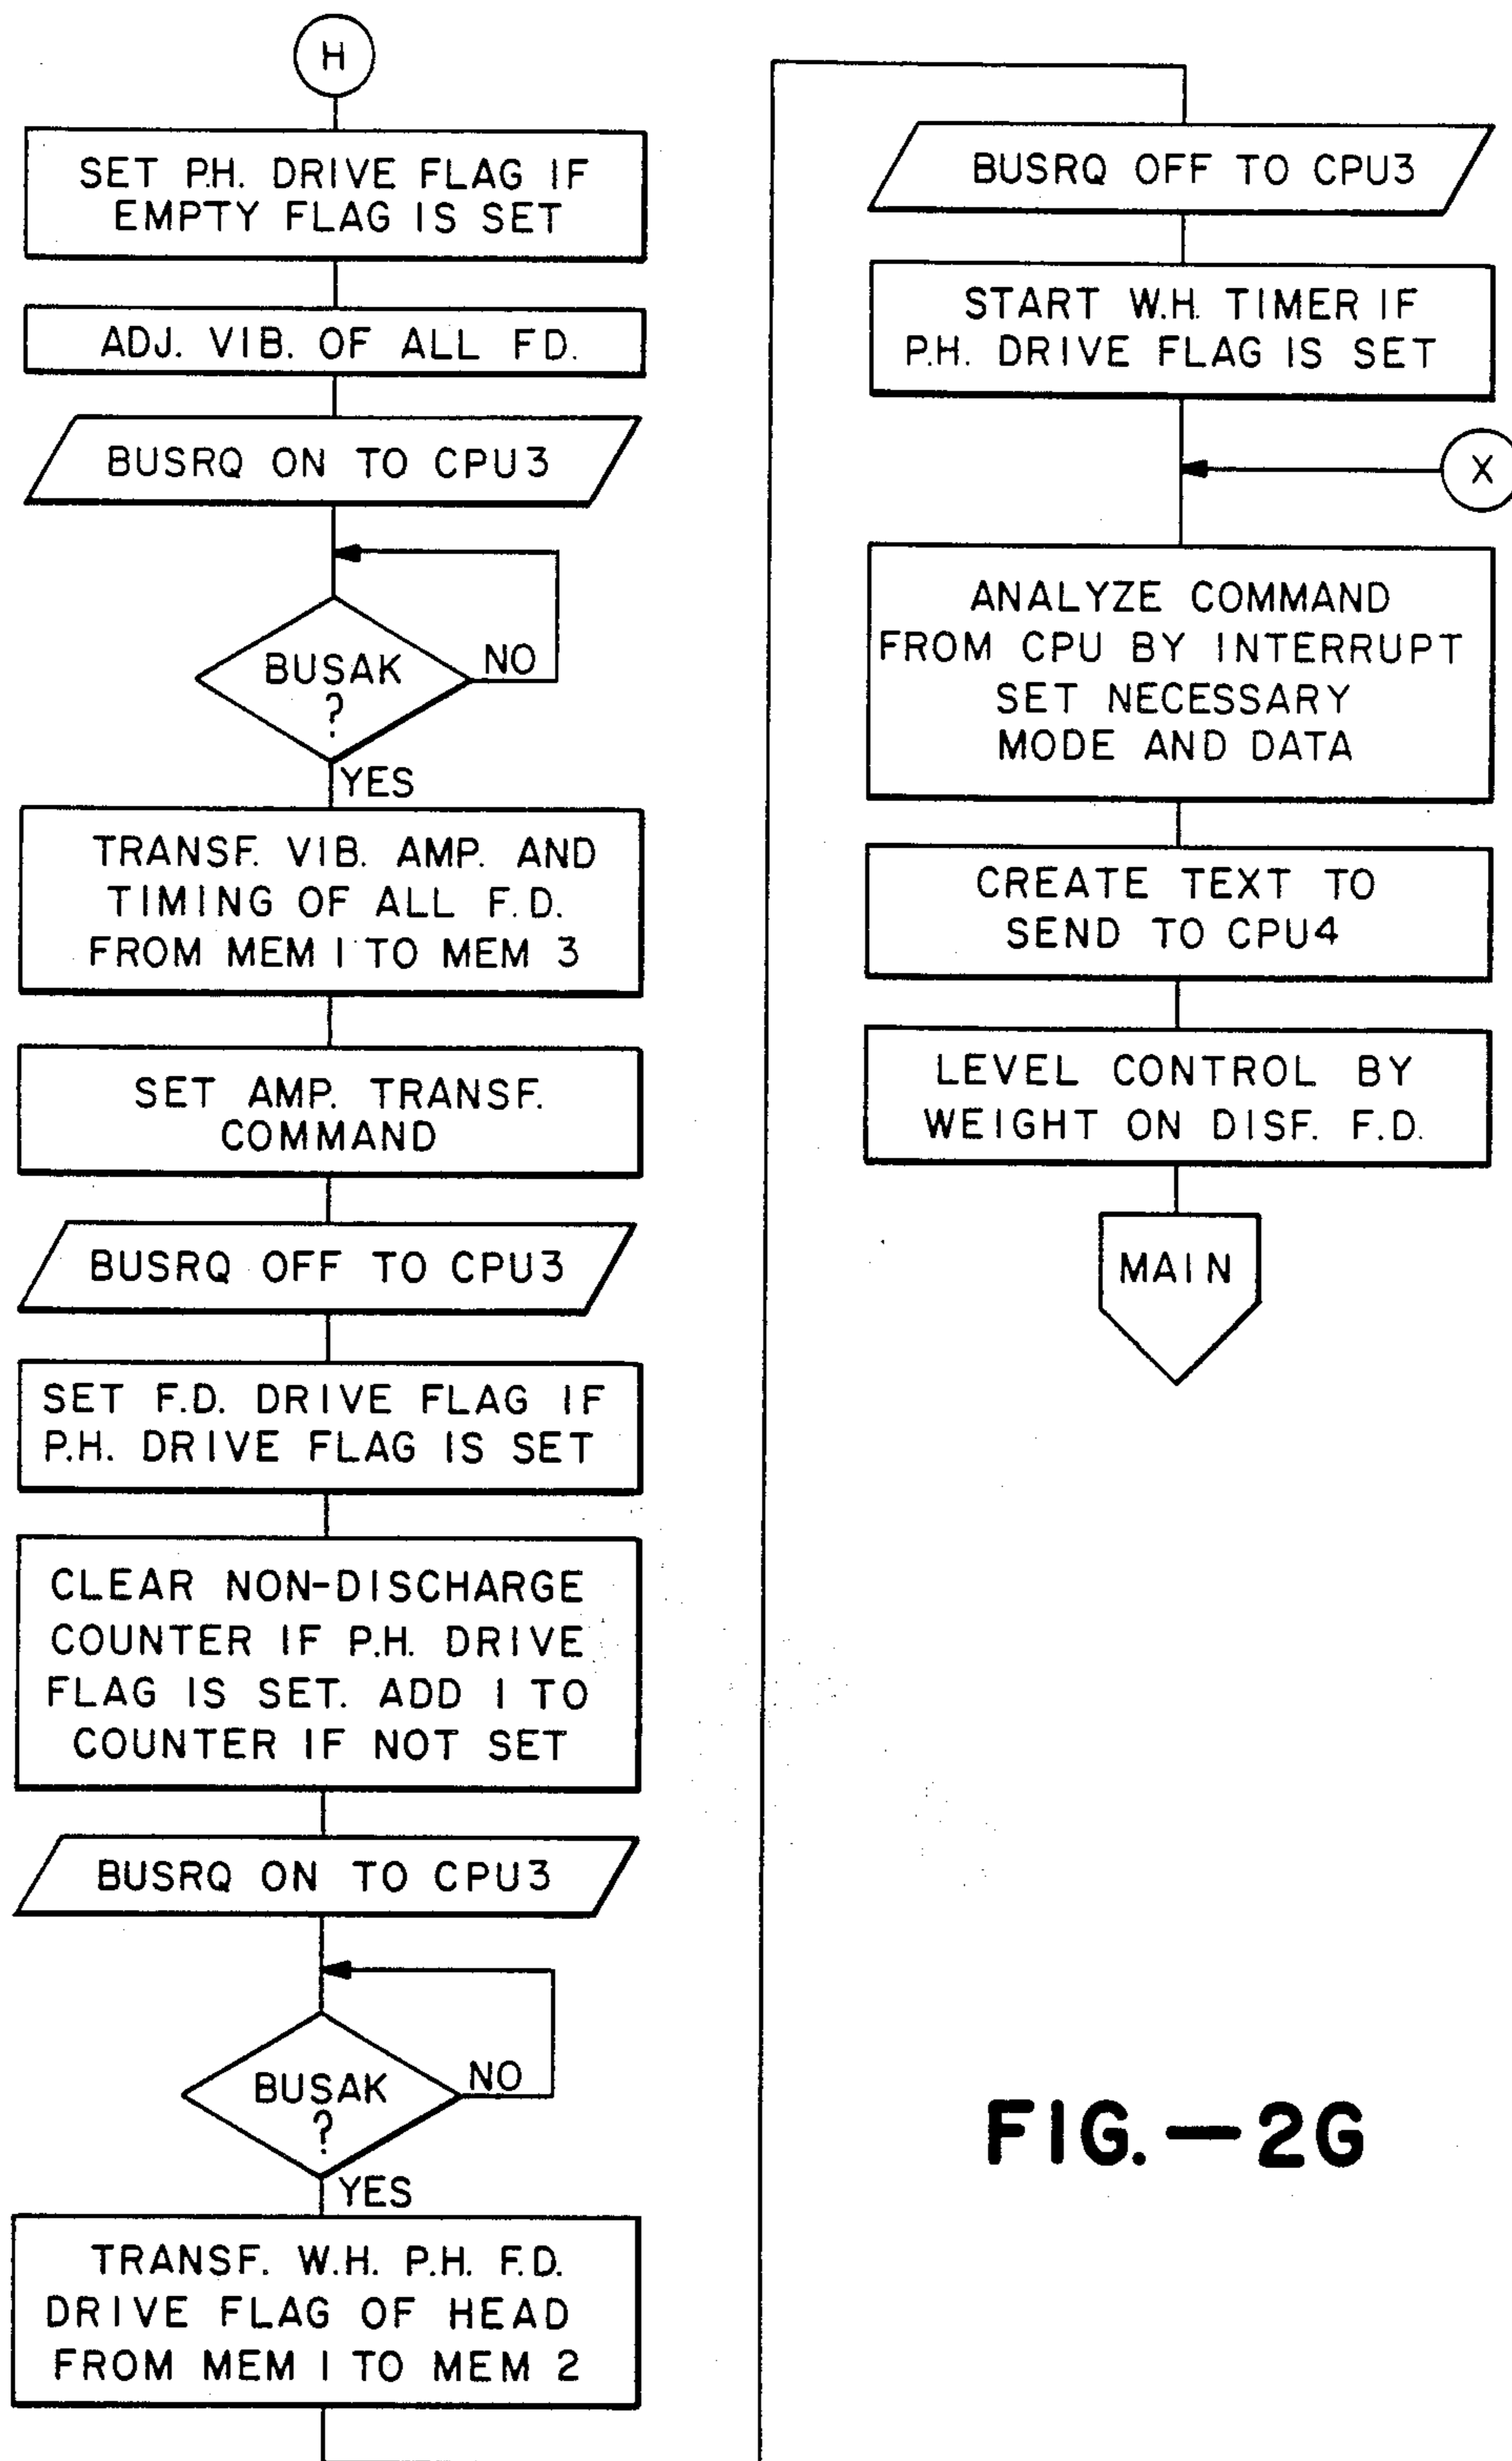 H
SET P.H. DRIVE FLAG IF
EMPTY FLAG IS SET
ADJ. VIB. OF ALL FD.
BUSRQ ON TO CPU3
BUSAK
?
NO
YES
TRANSF. VIB. AMP. AND
TIMING OF ALL F.D.
FROM MEM 1 TO MEM 3
SET AMP. TRANSF.
COMMAND
BUSRQ OFF TO CPU3
SET F.D. DRIVE FLAG IF
P.H. DRIVE FLAG IS SET
CLEAR NON-DISCHARGE
COUNTER IF P.H. DRIVE
FLAG IS SET. ADD 1 TO
COUNTER IF NOT SET
BUSRQ ON TO CPU3
BUSAK
?
NO
YES
TRANSF. W.H. P.H. F.D.
DRIVE FLAG OF HEAD
FROM MEM 1 TO MEM 2
BUSRQ OFF TO CPU3
START W.H. TIMER IF
P.H. DRIVE FLAG IS SET
X
ANALYZE COMMAND
FROM CPU BY INTERRUPT
SET NECESSARY
MODE AND DATA
CREATE TEXT TO
SEND TO CPU4
LEVEL CONTROL BY
WEIGHT ON DISF. F.D.
MAIN
FIG.—2G